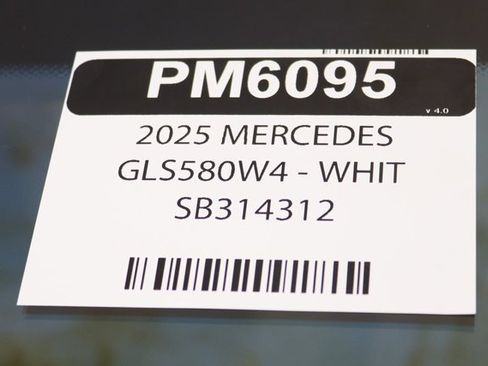 PM6095
v 4.0
2025 MERCEDES
GLS580W4 - WHIT
SB314312